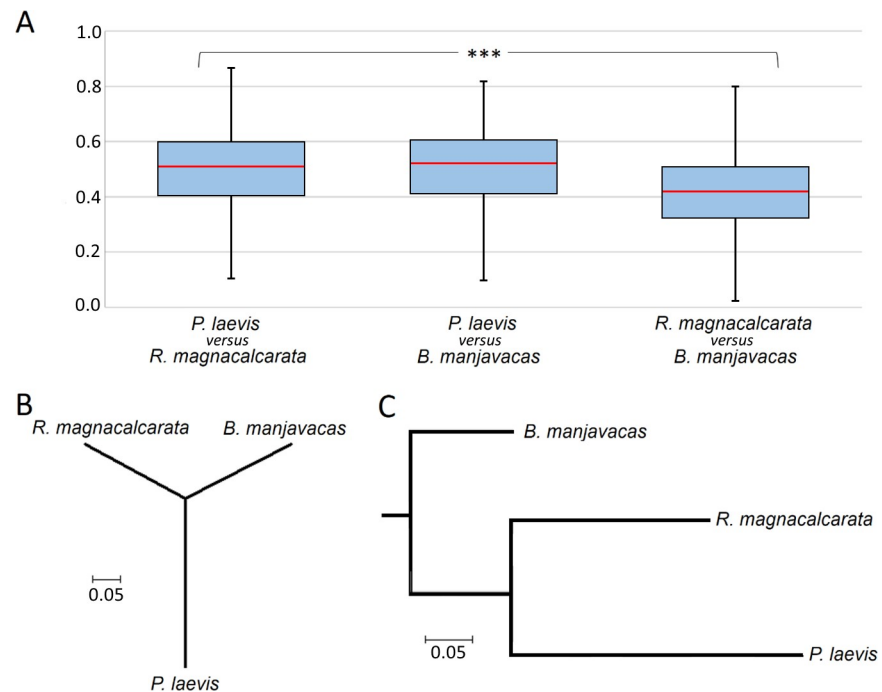 A
1.0
***
0.8
0.6
0.4
0.2
0.0
P. laevis
versus
R. magnacalcarata
P. laevis
versus
B. manjavacas
R. magnacalcarata
versus
B. manjavacas
B
R. magnacalcarata
B. manjavacas
0.05
P. laevis
C
B. manjavacas
R. magnacalcarata
0.05
P. laevis